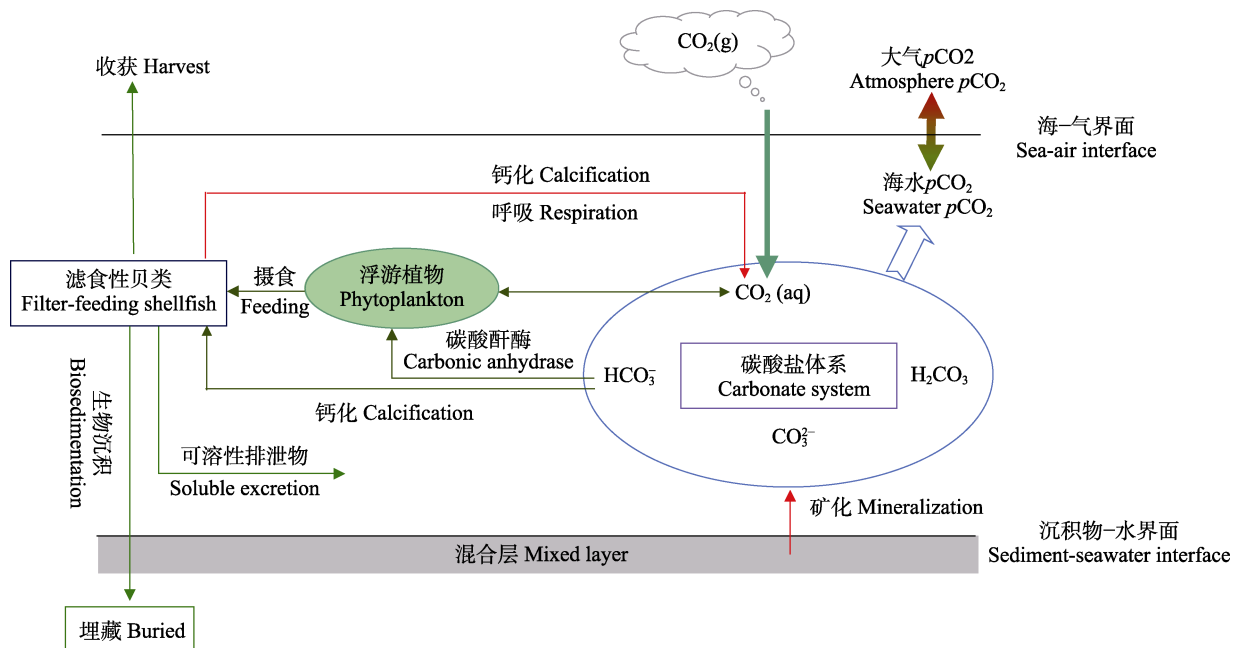 CO₂(g)
大气pCO2
Atmosphere pCO₂
收获 Harvest
海−气界面
Sea-air interface
钙化 Calcification
呼吸 Respiration
海水pCO₂
Seawater pCO₂
滤食性贝类
Filter-feeding shellfish
摄食
Feeding
浮游植物
Phytoplankton
CO₂ (aq)
碳酸酐酶
Carbonic anhydrase
HCO₃⁻
碳酸盐体系
Carbonate system
H₂CO₃
钙化 Calcification
CO₃²⁻
生物沉积
Biosedimentation
可溶性排泄物
Soluble excretion
矿化 Mineralization
沉积物−水界面
Sediment-seawater interface
混合层 Mixed layer
埋藏 Buried